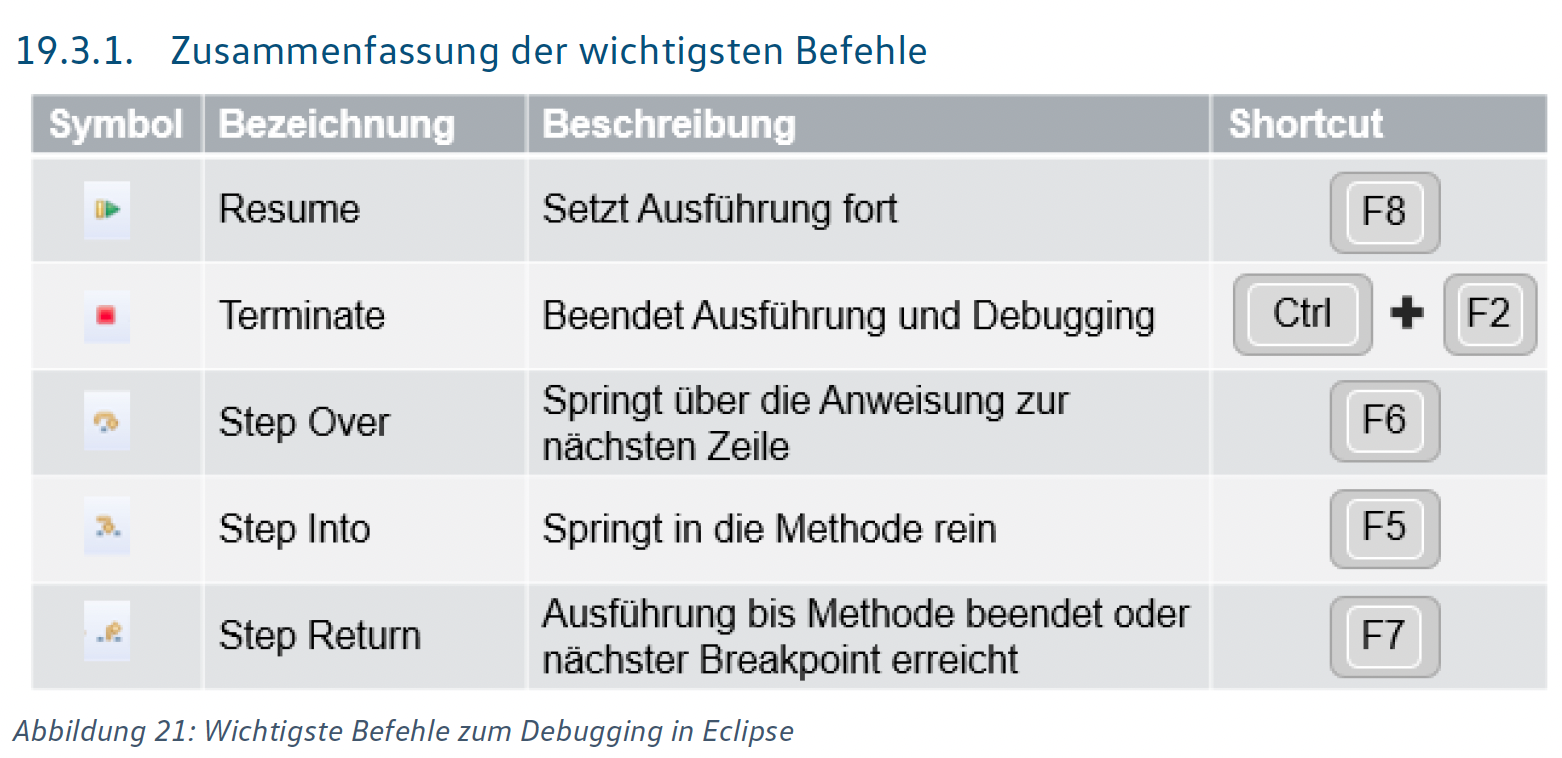 19.3.1. Zusammenfassung der wichtigsten Befehle
Symbol Bezeichnung Beschreibung Shortcut
Resume Setzt Ausführung fort F8
Terminate Beendet Ausführung und Debugging Ctrl + F2
Step Over Springt über die Anweisung zur
nächsten Zeile F6
Step Into Springt in die Methode rein F5
Step Return Ausführung bis Methode beendet oder
nächster Breakpoint erreicht F7
Abbildung 21: Wichtigste Befehle zum Debugging in Eclipse